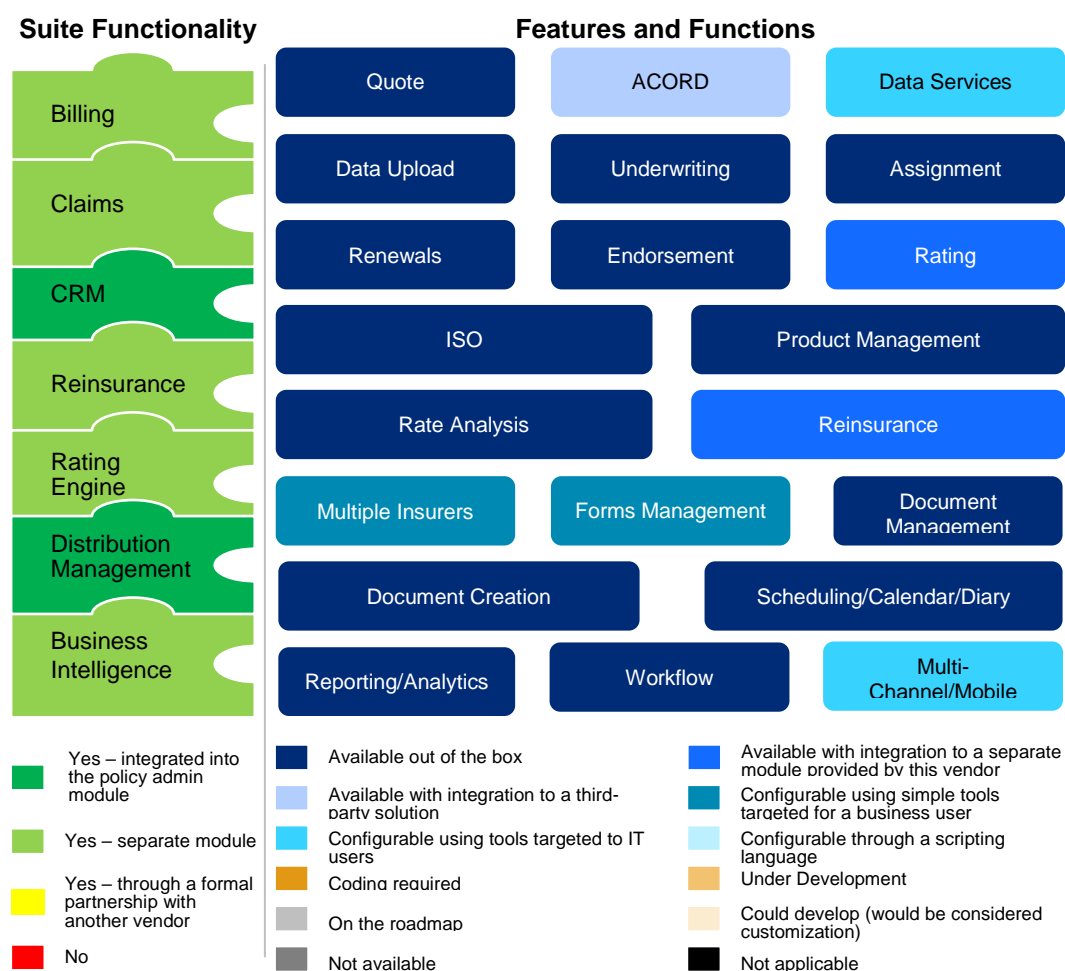 Suite Functionality
Features and Functions
Billing
Claims
CRM
Reinsurance
Rating
Engine
Distribution
Management
Business
Intelligence
Quote
ACORD
Data Services
Data Upload
Underwriting
Assignment
Renewals
Endorsement
Rating
ISO
Product Management
Rate Analysis
Reinsurance
Multiple Insurers
Forms Management
Document
Management
Document Creation
Scheduling/Calendar/Diary
Reporting/Analytics
Workflow
Multi-
Channel/Mobile
Yes – integrated into
the policy admin
module
Yes – separate module
Yes – through a formal
partnership with
another vendor
No
Available out of the box
Available with integration to a third-
party solution
Configurable using tools targeted to IT
users
Coding required
On the roadmap
Not available
Available with integration to a separate
module provided by this vendor
Configurable using simple tools
targeted for a business user
Configurable through a scripting
language
Under Development
Could develop (would be considered
customization)
Not applicable